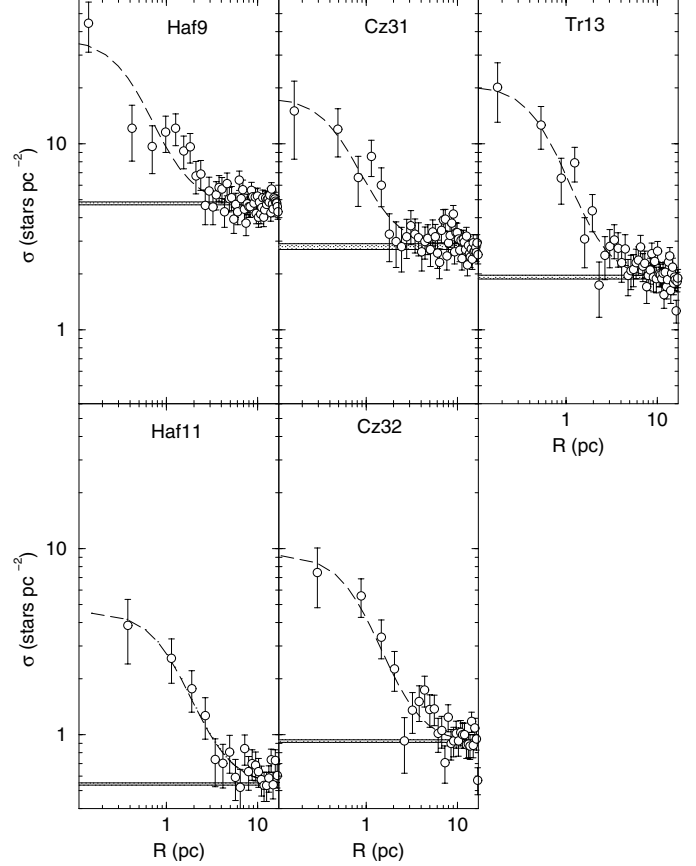 Haf9
Cz31
Tr13
10
1
σ (stars pc⁻²)
1
10
R (pc)
Haf11
Cz32
10
1
σ (stars pc⁻²)
1
10
1
10
R (pc)
R (pc)